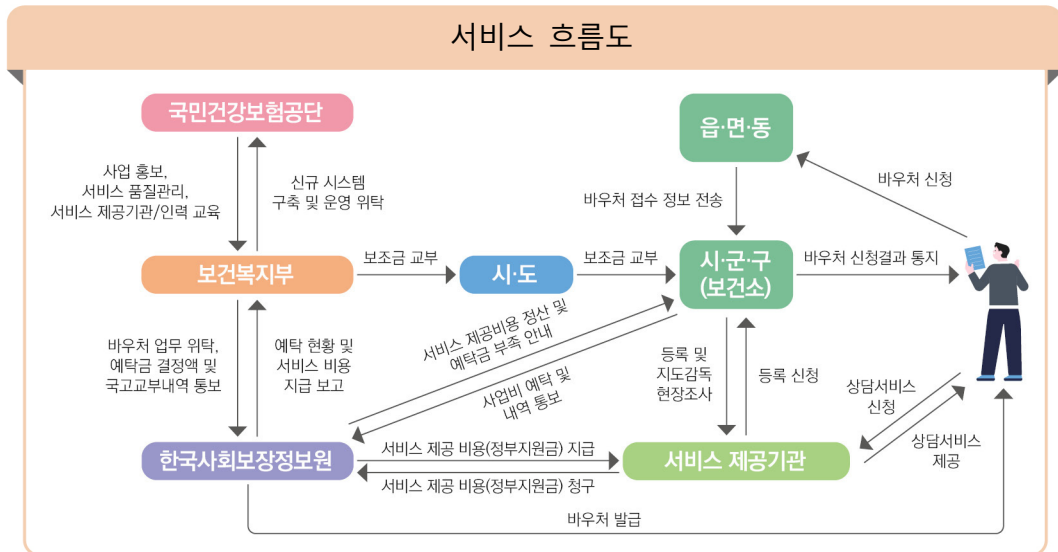 서비스 흐름도
국민건강보험공단
읍·면·동
사업 홍보,
서비스 품질관리,
서비스 제공기관/인력 교육
신규 시스템
구축 및 운영 위탁
바우처 접수 정보 전송
바우처 신청
보건복지부
보조금 교부
시·도
보조금 교부
시·군·구
(보건소)
바우처 신청결과 통지
바우처 업무 위탁,
예탁금 결정액 및
국고교부내역 통보
예탁 현황 및
서비스 비용
지급 보고
서비스 제공비용 정산 및
예탁금 부족 안내
사업비 예탁 및
내역 통보
등록 및
지도감독
현장조사
등록 신청
상담서비스
신청
상담서비스
제공
한국사회보장정보원
서비스 제공 비용(정부지원금) 지급
서비스 제공 비용(정부지원금) 청구
서비스 제공기관
바우처 발급